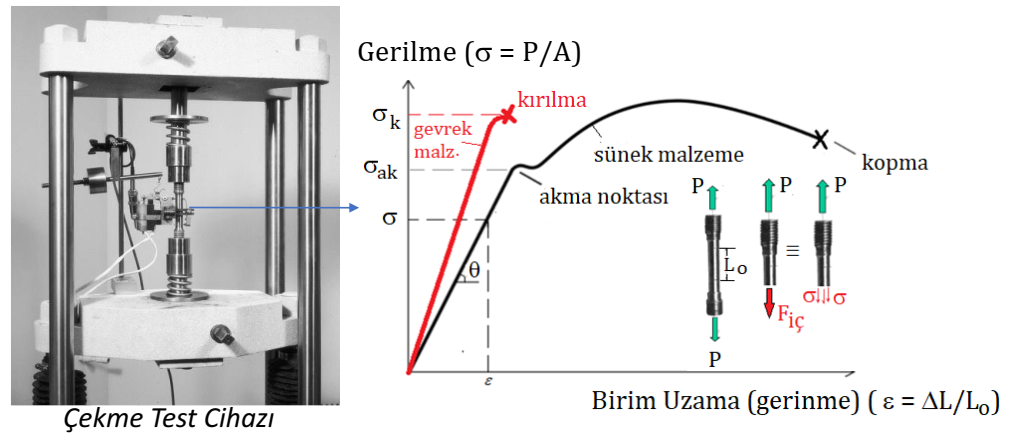 Gerilme (σ = P/A)
σk
kırılma
gevrek
malz.
sünek malzeme
kopma
σak
akma noktası
σ
θ
P
P
P
Lo
≡
σ
σ
Fiç
P
ε
Birim Uzama (gerinme) ( ε = ΔL/Lo)
Çekme Test Cihazı